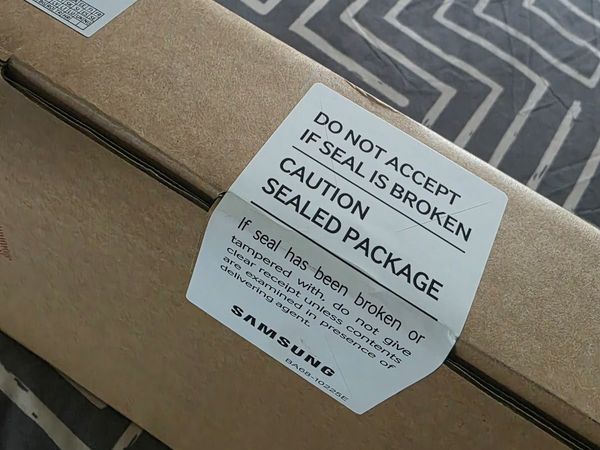 DO NOT ACCEPT
IF SEAL IS BROKEN
CAUTION
SEALED PACKAGE
If seal has been broken or
tampered with, do not give
clear receipt unless contents
are examined in presence of
delivering agent.
SAMSUNG
BA68-10225E